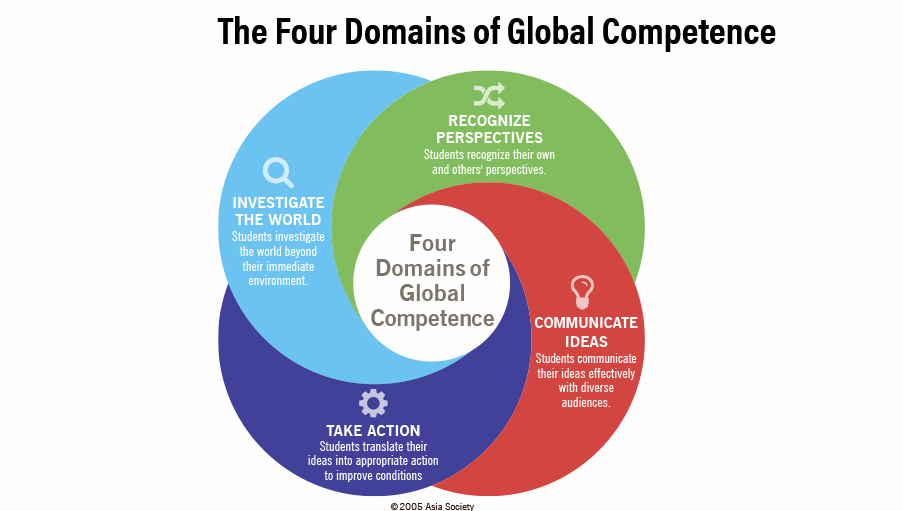 The Four Domains of Global Competence
RECOGNIZE
PERSPECTIVES
Students recognize their own
and others' perspectives.
INVESTIGATE
THE WORLD
Students investigate
the world beyond
their immediate
environment.
Four
Domains of
Global
Competence
COMMUNICATE
IDEAS
Students communicate
their ideas effectively
with diverse
audiences.
TAKE ACTION
Students translate their
ideas into appropriate action
to improve conditions
©2005 Asia Society